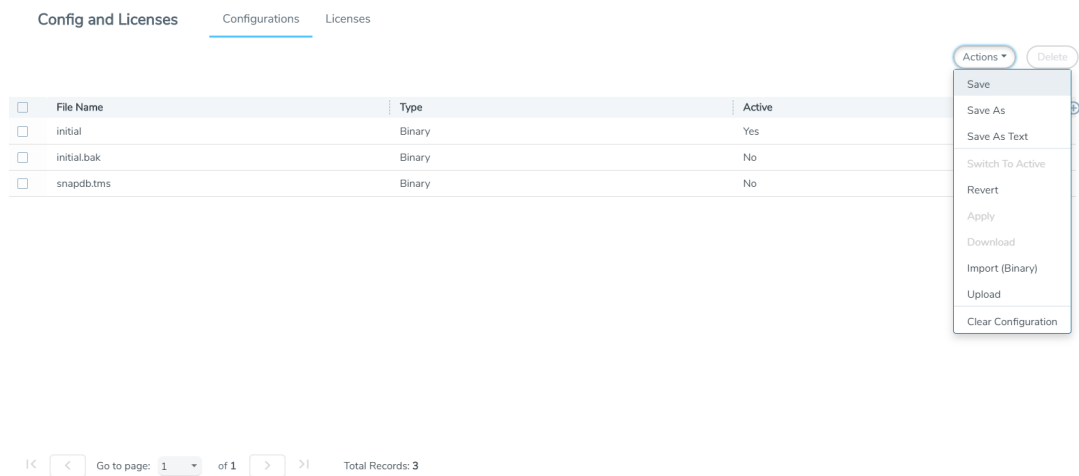 Config and Licenses Configurations Licenses
Actions Delete
Save
File Name Type Active
Save As
initial Binary Yes
Save As Text
initial.bak Binary No
Switch To Active
snapdb.tms Binary No
Revert
Apply
Download
Import (Binary)
Upload
Clear Configuration
Go to page: 1 of 1 Total Records: 3